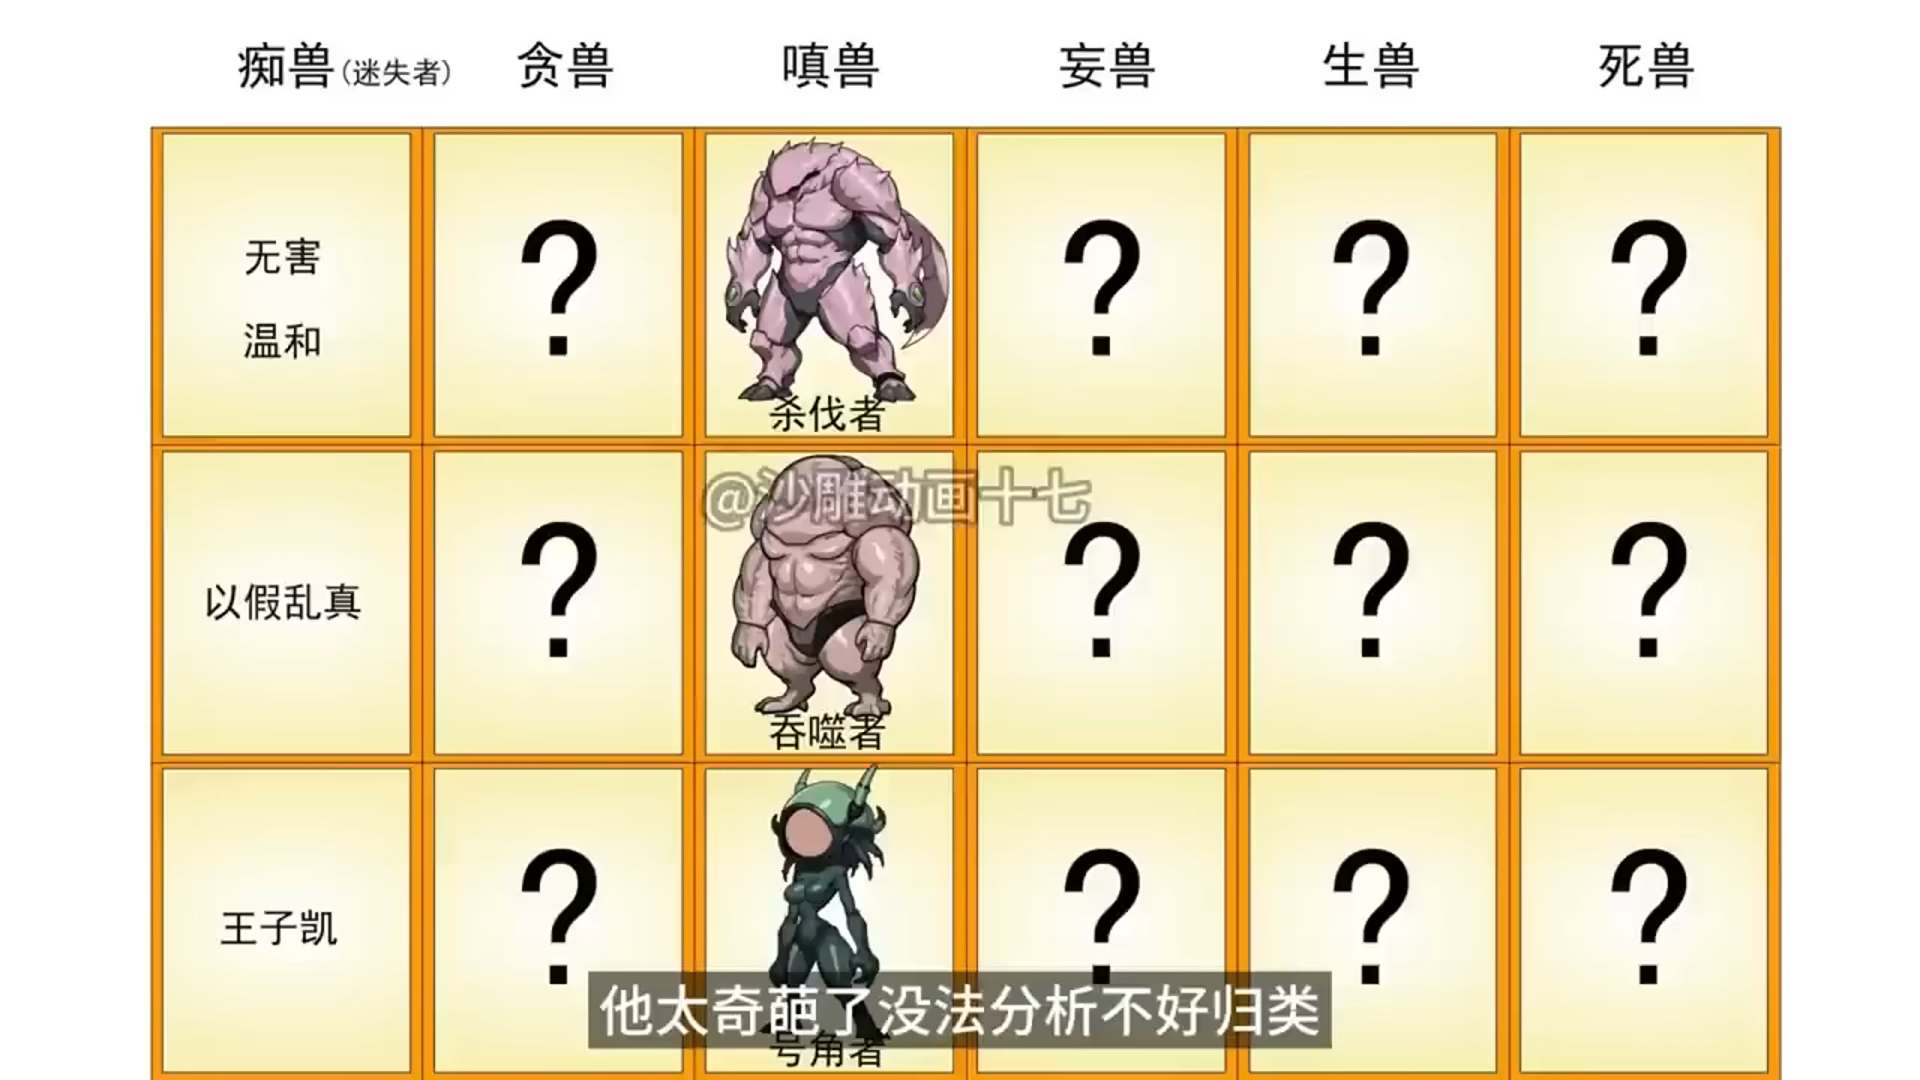 痴兽(迷失者) 贪兽 嗔兽 妄兽 生兽 死兽
无害
温和
? ? ? ?
杀伐者
@沙雕动画十七
以假乱真
? ? ? ?
吞噬者
王子凯
? ? ? ?
他太奇葩了没法分析不好归类
号角者